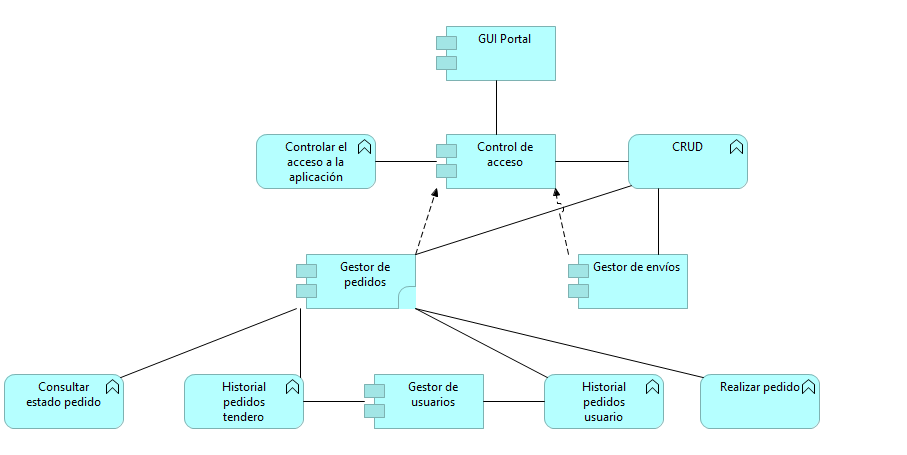 GUI Portal
Controlar el
acceso a la
aplicación
Control de
acceso
CRUD
Gestor de
pedidos
Gestor de envíos
Consultar
estado pedido
Historial
pedidos
tendero
Gestor de
usuarios
Historial
pedidos
usuario
Realizar pedido